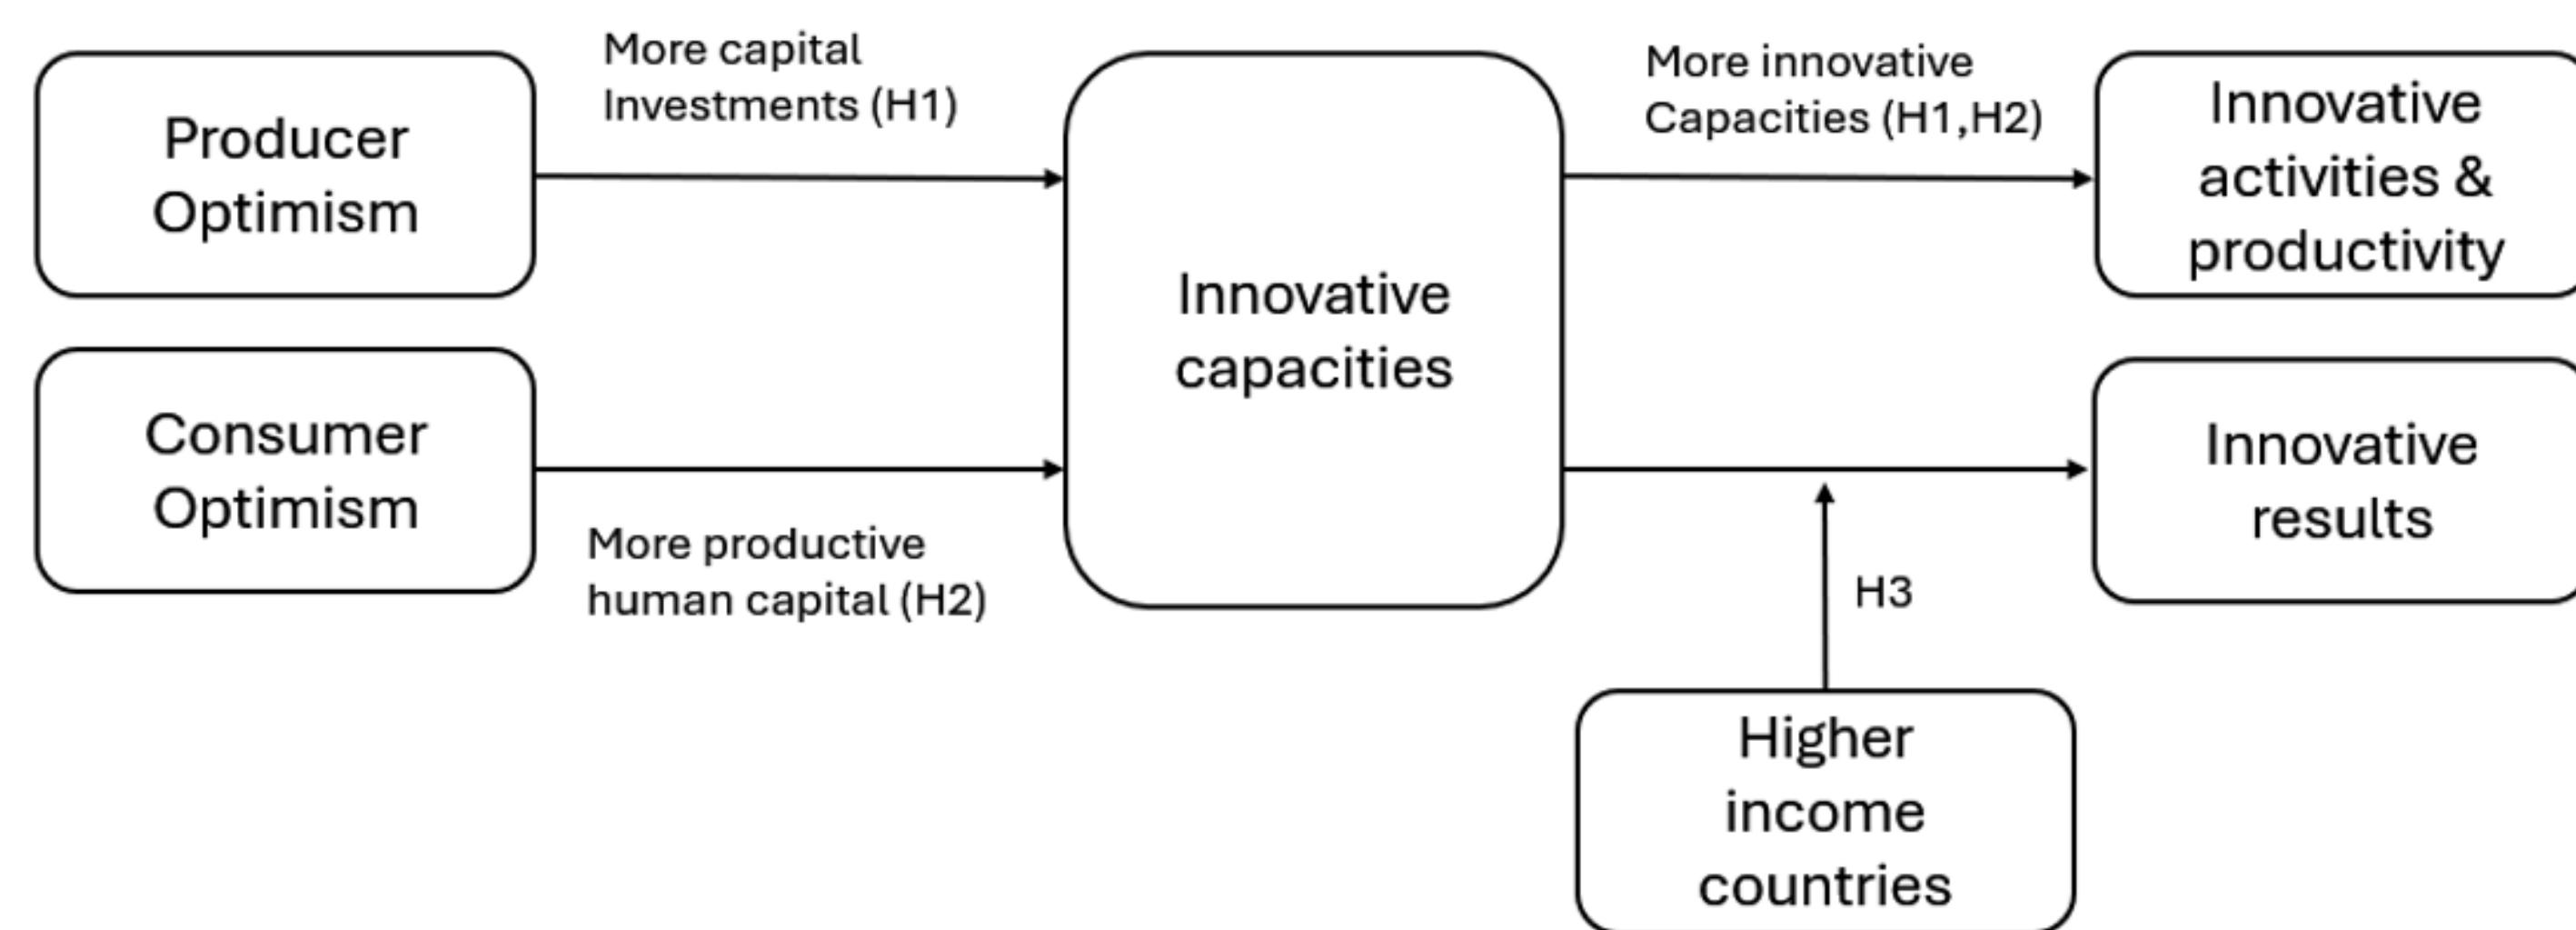 Producer
Optimism
More capital
Investments (H1)
Consumer
Optimism
More productive
human capital (H2)
Innovative
capacities
More innovative
Capacities (H1,H2)
Innovative
activities &
productivity
Innovative
results
H3
Higher
income
countries